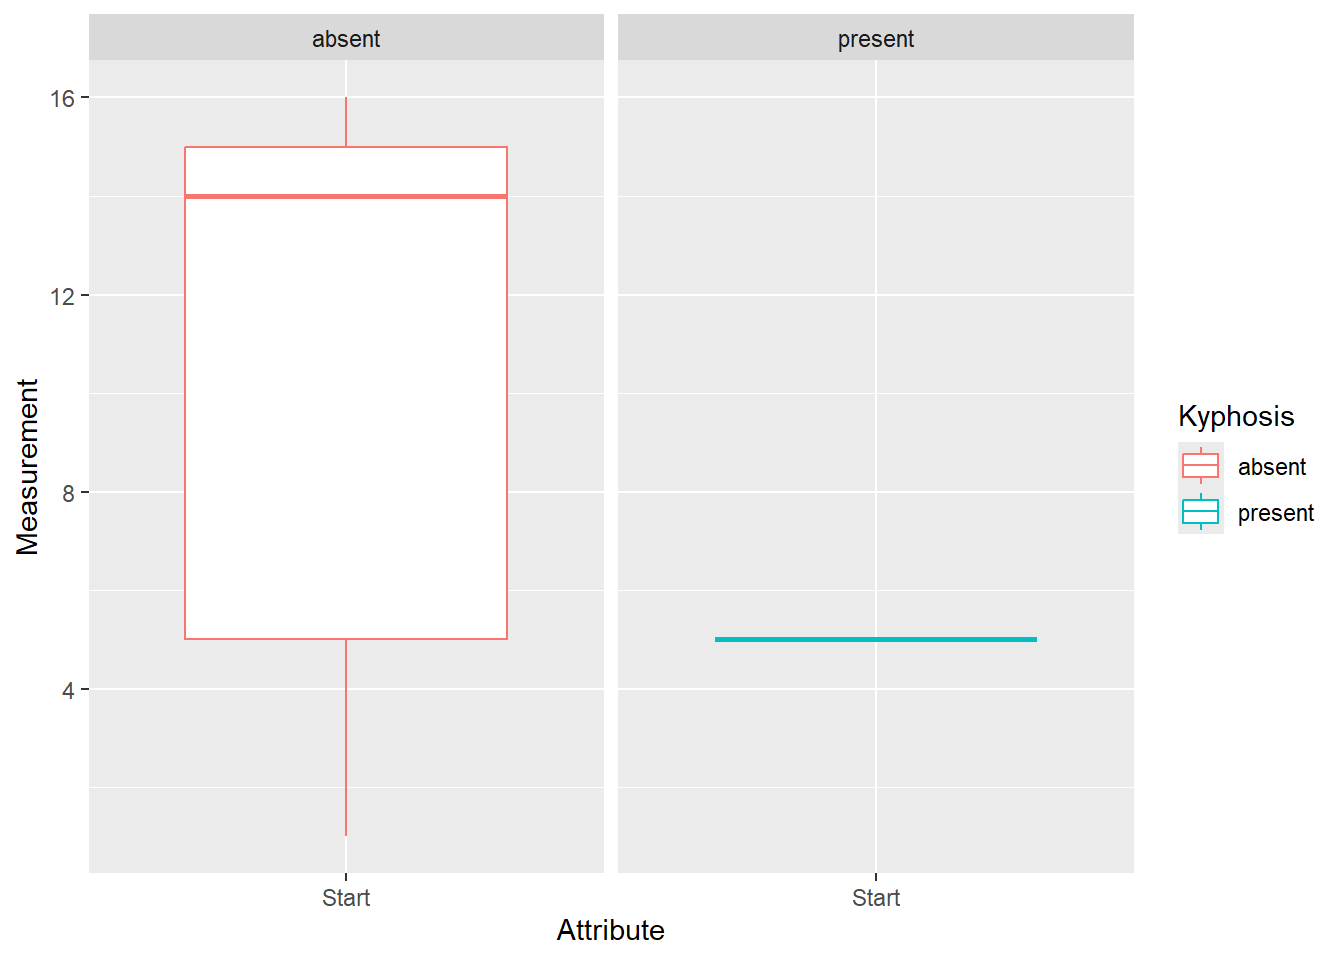 absent
present
16
12
8
4
Measurement
Start
Start
Attribute
Kyphosis
absent
present